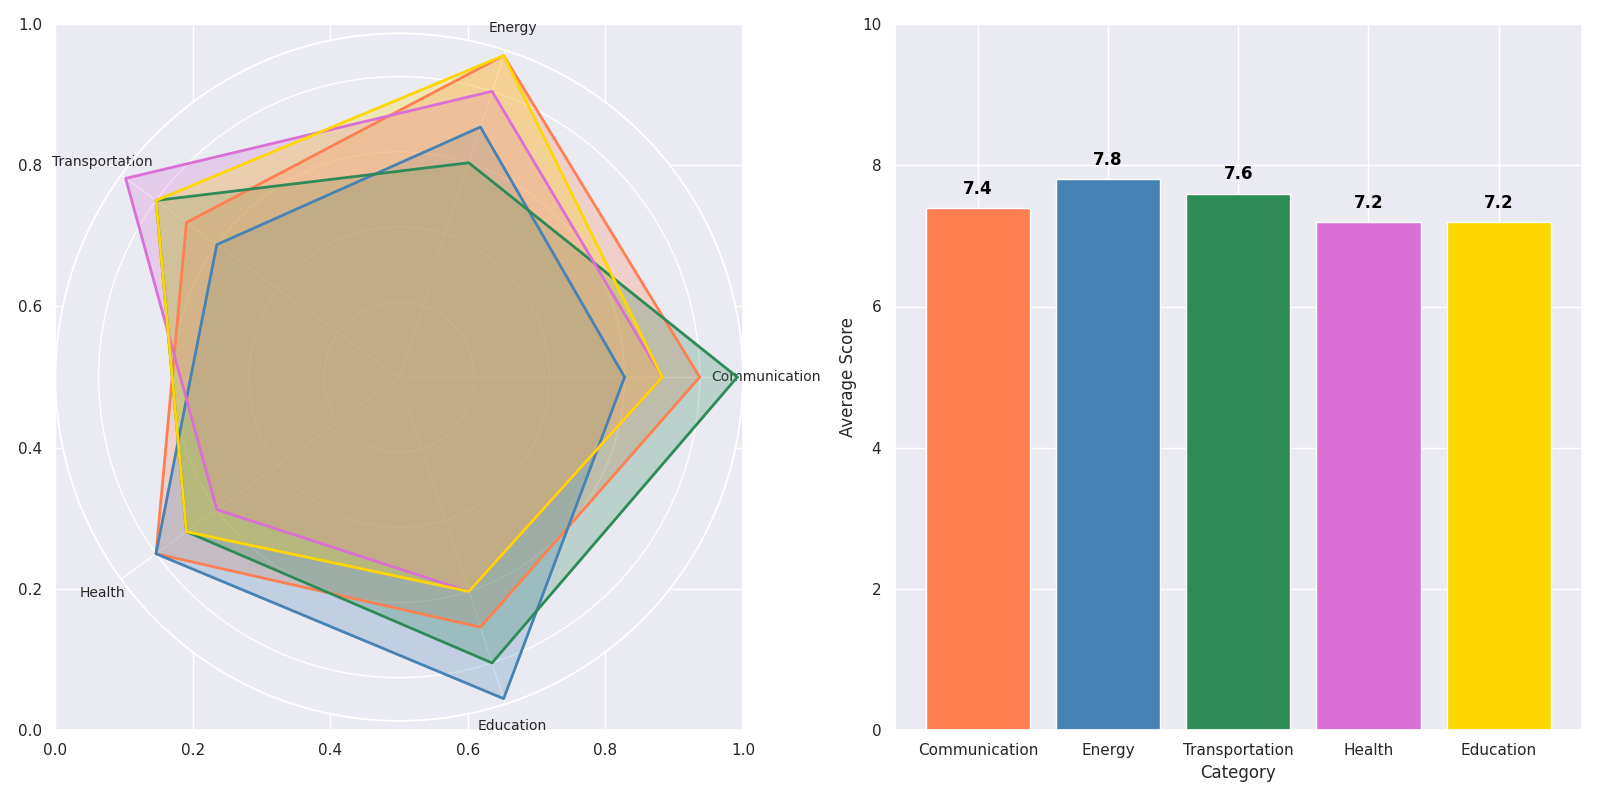 1.0
0.8
0.6
0.4
0.2
0.0
0.0 0.2 0.4 0.6 0.8 1.0
Energy
Transportation
Communication
Health
Education
10
8
6
4
2
0
Average Score
7.4
7.8
7.6
7.2
7.2
Communication Energy Transportation Health Education
Category